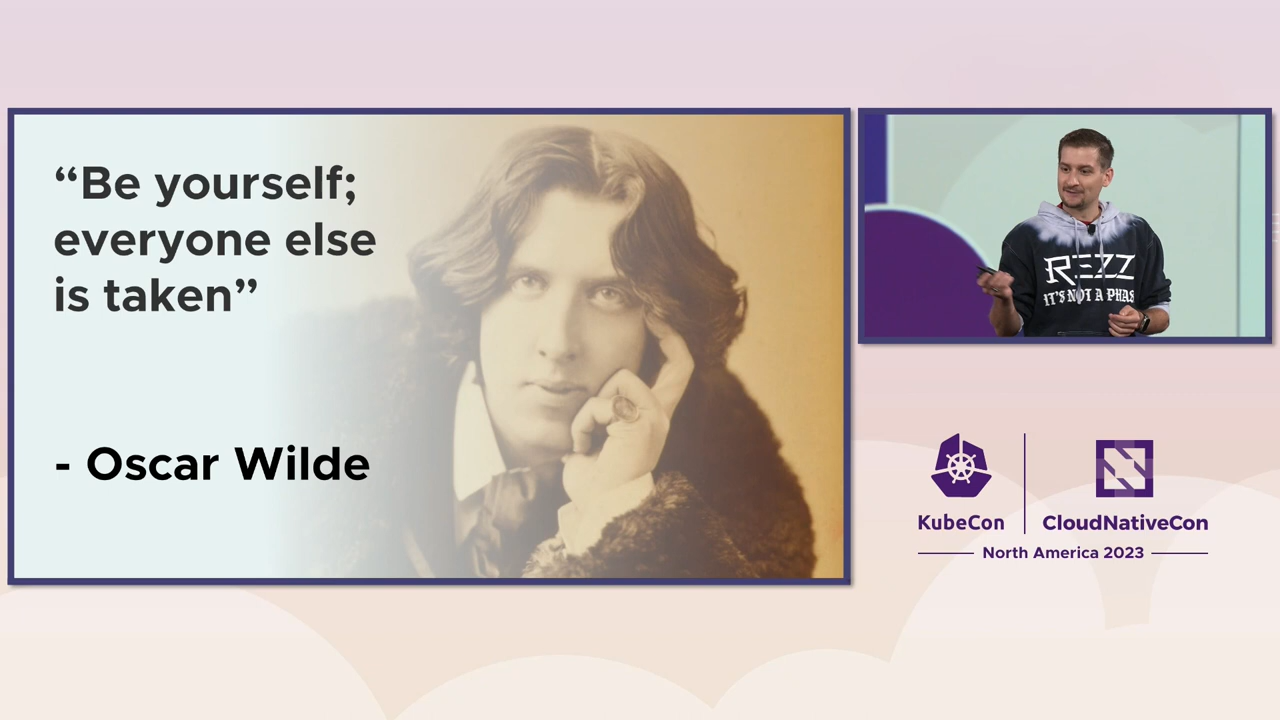 “Be yourself;
everyone else
is taken”
- Oscar Wilde
REZZ
IT'S NOT A PHAS
KubeCon
CloudNativeCon
North America 2023